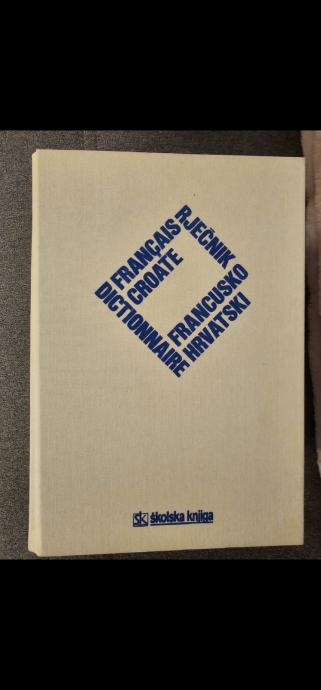 FRANÇAIS
CROATE
DICTIONNAIRE
RJEČNIK
FRANCUSKO
HRVATSKI
šk školska knjiga